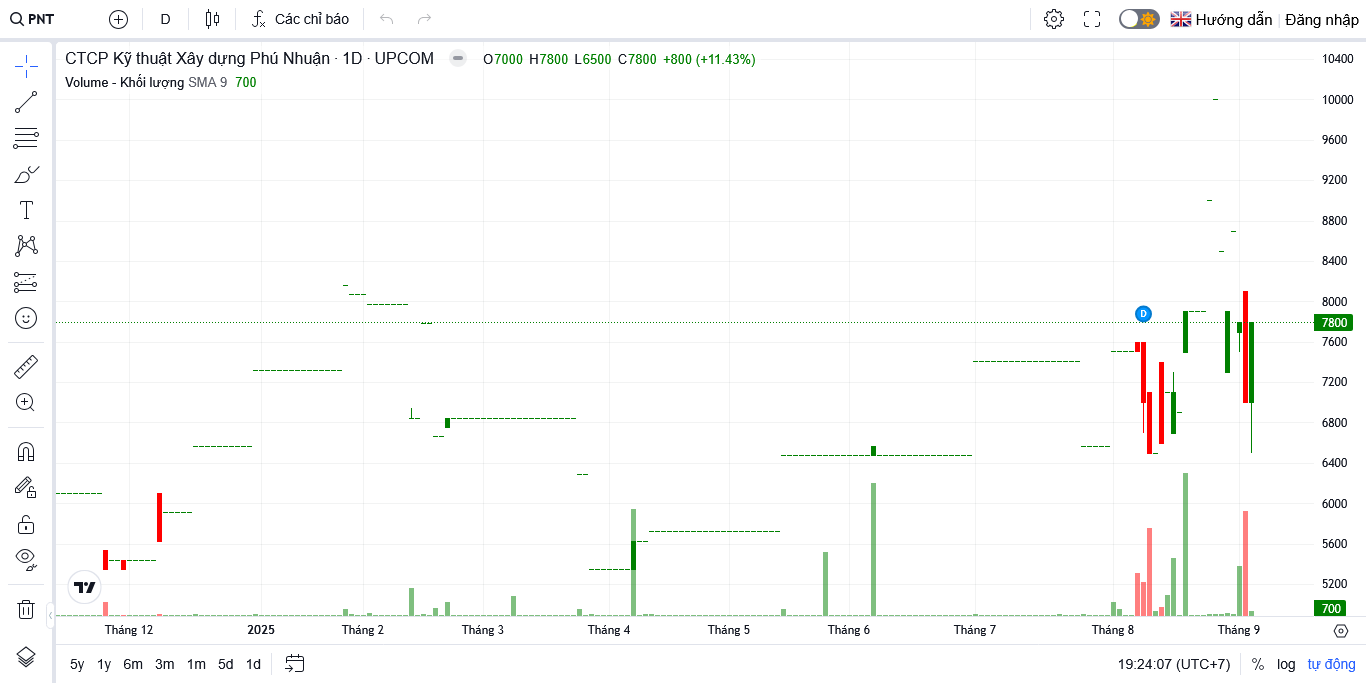 PNT D Các chỉ báo Hướng dẫn Đăng nhập
CTCP Kỹ thuật Xây dựng Phú Nhuận · 1D · UPCOM O7000 H7800 L6500 C7800 +800 (+11.43%)
Volume - Khối lượng SMA 9 700
10400
10000
9600
9200
8800
8400
8000
7800
7600
7200
6800
6400
6000
5600
5200
700
D
Tháng 12 2025 Tháng 2 Tháng 3 Tháng 4 Tháng 5 Tháng 6 Tháng 7 Tháng 8 Tháng 9
5y 1y 6m 3m 1m 5d 1d 19:24:07 (UTC+7) % log tự động